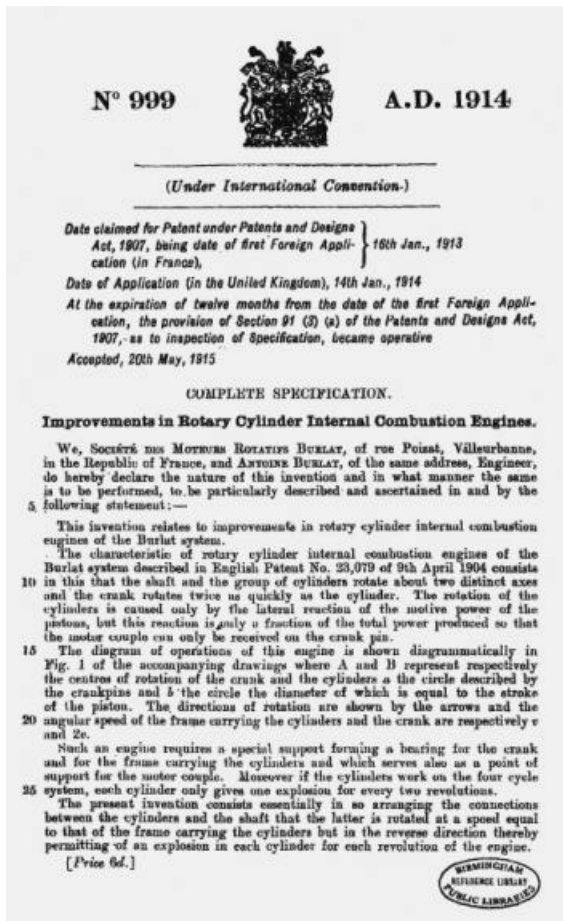 Nº 999
A.D. 1914
(Under International Convention.)
Date claimed for Patent under Patents and Designs
Act, 1907, being date of first Foreign Appli-
cation (in France),
} 16th Jan., 1913
Date of Application (in the United Kingdom), 14th Jan., 1914
At the expiration of twelve months from the date of the first Foreign Appli-
cation, the provision of Section 91 (3) (a) of the Patents and Designs Act,
1907, as to inspection of Specification, became operative
Accepted, 20th May, 1915
COMPLETE SPECIFICATION.
Improvements in Rotary Cylinder Internal Combustion Engines.
We, SOCIÉTÉ DES MOTEURS ROTATIFS BURLAT, of rue Poizat, Villeurbanne,
in the Republic of France, and ANTOINE BURLAT, of the same address, Engineer,
do hereby declare the nature of this invention and in what manner the same
is to be performed, to be particularly described and ascertained in and by the
5 following statement:—
This invention relates to improvements in rotary cylinder internal combustion
engines of the Burlat system.
The characteristic of rotary cylinder internal combustion engines of the
Burlat system described in English Patent No. 23,079 of 9th April 1904 consists
10 in this that the shaft and the group of cylinders rotate about two distinct axes
and the crank rotates twice as quickly as the cylinder. The rotation of the
cylinders is caused only by the lateral reaction of the motive power of the
pistons, but this reaction is only a fraction of the total power produced so that
the motor couple can only be received on the crank pin.
15 The diagram of operations of this engine is shown diagrammatically in
Fig. 1 of the accompanying drawings where A and B represent respectively
the centres of rotation of the crank and the cylinders a the circle described by
the crankpins and b the circle the diameter of which is equal to the stroke
of the piston. The directions of rotation are shown by the arrows and the
20 angular speed of the frame carrying the cylinders and the crank are respectively v
and 2v.
Such an engine requires a special support forming a bearing for the crank
and for the frame carrying the cylinders and which serves also as a point of
support for the motor couple. Moreover if the cylinders work on the four cycle
25 system, each cylinder only gives one explosion for every two revolutions.
The present invention consists essentially in so arranging the connections
between the cylinders and the shaft that the latter is rotated at a speed equal
to that of the frame carrying the cylinders but in the reverse direction thereby
permitting of an explosion in each cylinder for each revolution of the engine.
[Price 6d.]
BIRMINGHAM
REFERENCE LIBRARY
PUBLIC LIBRARIES